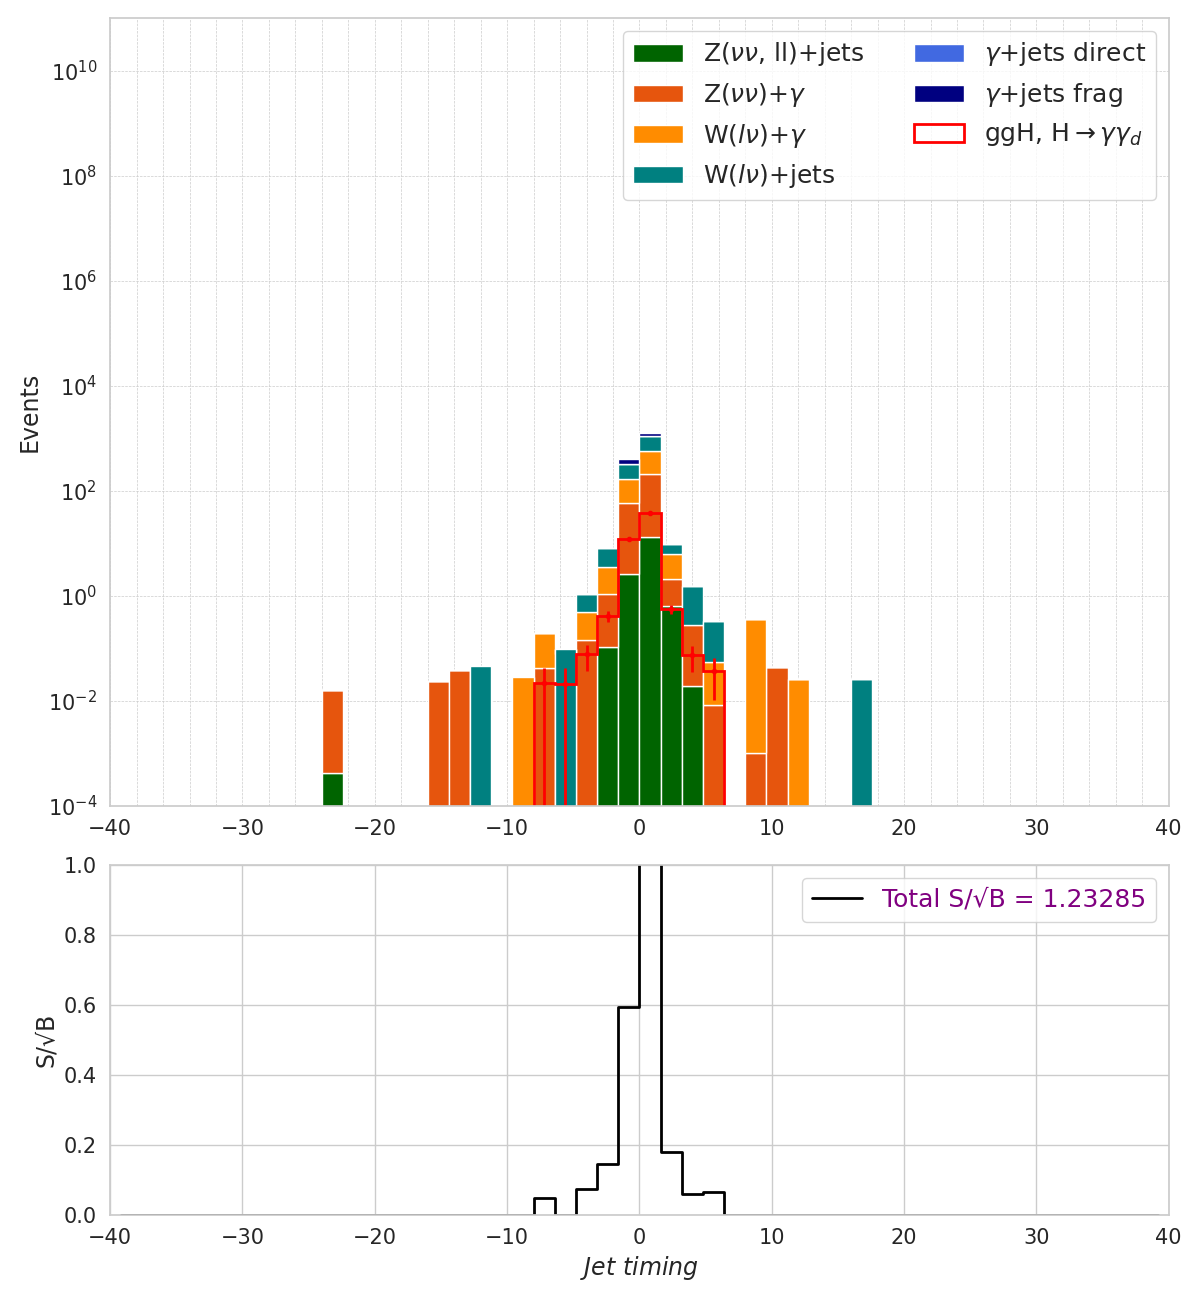 Z(νν, ll)+jets
Z(νν)+γ
W(lν)+γ
W(lν)+jets
γ+jets direct
γ+jets frag
ggH, H→γγ_d
Events
10^10
10^8
10^6
10^4
10^2
10^0
10^−2
10^−4
−40 −30 −20 −10 0 10 20 30 40
Total S/√B = 1.23285
S/√B
1.0
0.8
0.6
0.4
0.2
0.0
−40 −30 −20 −10 0 10 20 30 40
Jet timing